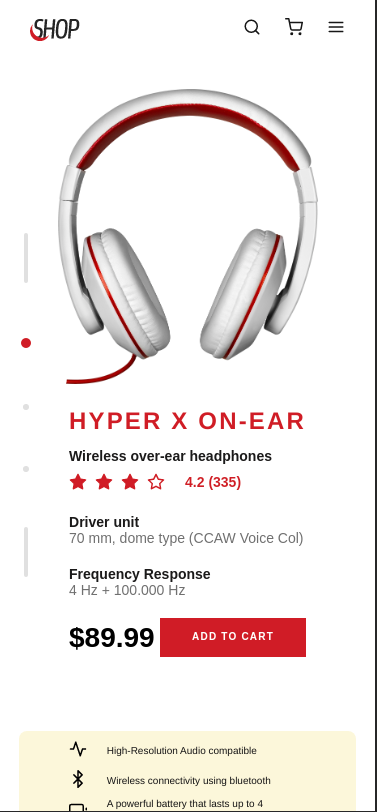 SHOP
HYPER X ON-EAR
Wireless over-ear headphones
4.2 (335)
Driver unit
70 mm, dome type (CCAW Voice Col)
Frequency Response
4 Hz + 100.000 Hz
$89.99
ADD TO CART
High-Resolution Audio compatible
Wireless connectivity using bluetooth
A powerful battery that lasts up to 4